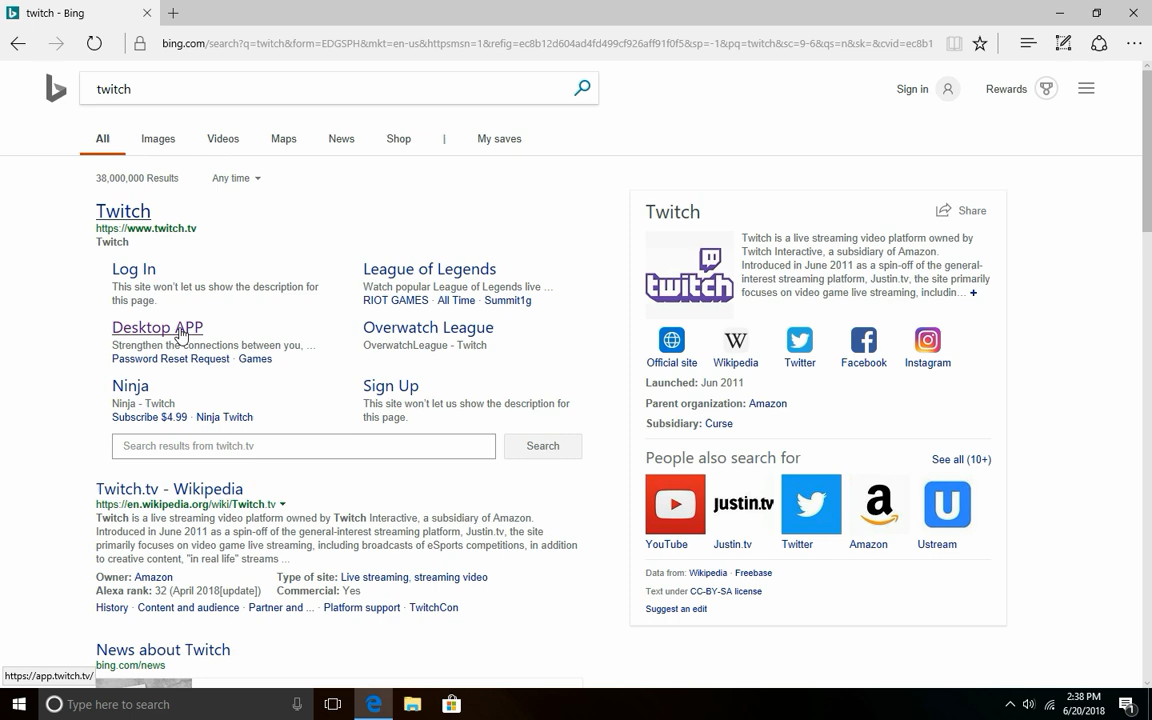 twitch - Bing
bing.com/search?q=twitch&form=EDGSPH&mkt=en-us&httpsmsn=1&refig=ec8b12d604ad4fd499cf926aff91f0f5&sp=-1&pq=twitch&sc=9-6&qs=n&sk=&cvid=ec8b1
twitch
Sign in
Rewards
All
Images
Videos
Maps
News
Shop
|
My saves
38,000,000 Results
Any time
Twitch
https://www.twitch.tv
Twitch
Log In
This site won't let us show the description for
this page.
League of Legends
Watch popular League of Legends live ...
RIOT GAMES · All Time · Summit1g
Desktop APP
Strengthen the connections between you, ...
Password Reset Request · Games
Overwatch League
OverwatchLeague - Twitch
Ninja
Ninja - Twitch
Subscribe $4.99 · Ninja Twitch
Sign Up
This site won't let us show the description for
this page.
Search results from twitch.tv
Search
Twitch.tv - Wikipedia
https://en.wikipedia.org/wiki/Twitch.tv
Twitch is a live streaming video platform owned by Twitch Interactive, a subsidiary of Amazon.
Introduced in June 2011 as a spin-off of the general-interest streaming platform, Justin.tv, the site
primarily focuses on video game live streaming, including broadcasts of eSports competitions, in addition
to creative content, "in real life" streams ...
Owner: Amazon
Type of site: Live streaming, streaming video
Alexa rank: 32 (April 2018[update])
Commercial: Yes
History · Content and audience · Partner and ... · Platform support · TwitchCon
News about Twitch
bing.com/news
Twitch
Share
twitch
Twitch is a live streaming video platform owned by
Twitch Interactive, a subsidiary of Amazon.
Introduced in June 2011 as a spin-off of the general-
interest streaming platform, Justin.tv, the site primarily
focuses on video game live streaming, includin... +
Official site
Wikipedia
Twitter
Facebook
Instagram
Launched: Jun 2011
Parent organization: Amazon
Subsidiary: Curse
People also search for
See all (10+)
JUSTIN.tv
YouTube
Justin.tv
Twitter
Amazon
Ustream
Data from: Wikipedia · Freebase
Text under CC-BY-SA license
Suggest an edit
https://app.twitch.tv/
Type here to search
2:38 PM
6/20/2018
1